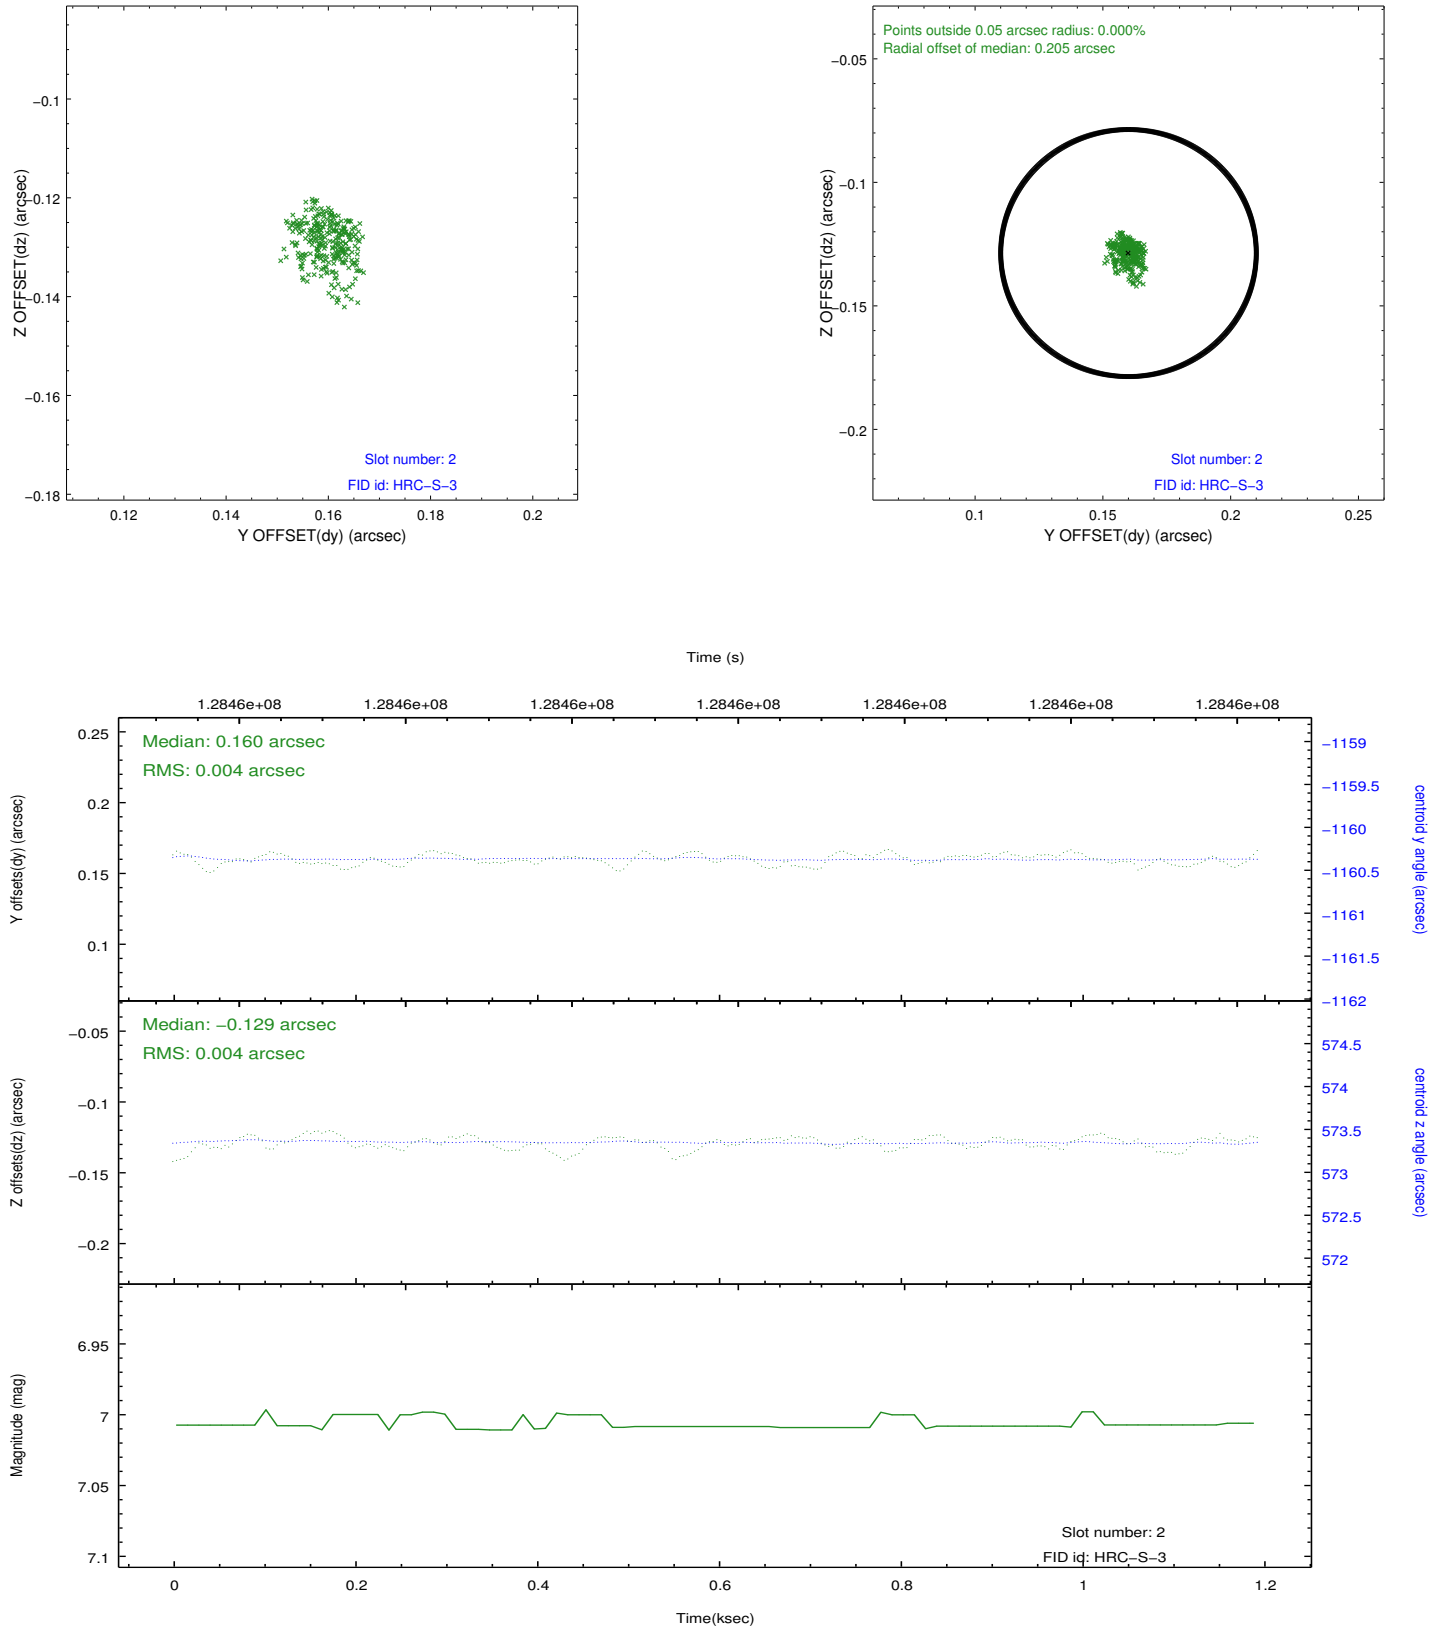 −0.1
−0.12
−0.14
−0.16
−0.18
Z OFFSET(dz) (arcsec)
Slot number: 2
FID id: HRC−S−3
0.12 0.14 0.16 0.18 0.2
Y OFFSET(dy) (arcsec)
Points outside 0.05 arcsec radius: 0.000%
Radial offset of median: 0.205 arcsec
−0.05
−0.1
−0.15
−0.2
Z OFFSET(dz) (arcsec)
Slot number: 2
FID id: HRC−S−3
0.1 0.15 0.2 0.25
Y OFFSET(dy) (arcsec)
Time (s)
1.2846e+08 1.2846e+08 1.2846e+08 1.2846e+08 1.2846e+08 1.2846e+08 1.2846e+08
Median: 0.160 arcsec
RMS: 0.004 arcsec
0.25
0.2
0.15
0.1
Y offsets(dy) (arcsec)
−1159
−1159.5
−1160
−1160.5
−1161
−1161.5
−1162
centroid y angle (arcsec)
Median: −0.129 arcsec
RMS: 0.004 arcsec
−0.05
−0.1
−0.15
−0.2
Z offsets(dz) (arcsec)
574.5
574
573.5
573
572.5
572
centroid z angle (arcsec)
6.95
7
7.05
7.1
Magnitude (mag)
Slot number: 2
FID id: HRC−S−3
0 0.2 0.4 0.6 0.8 1 1.2
Time(ksec)